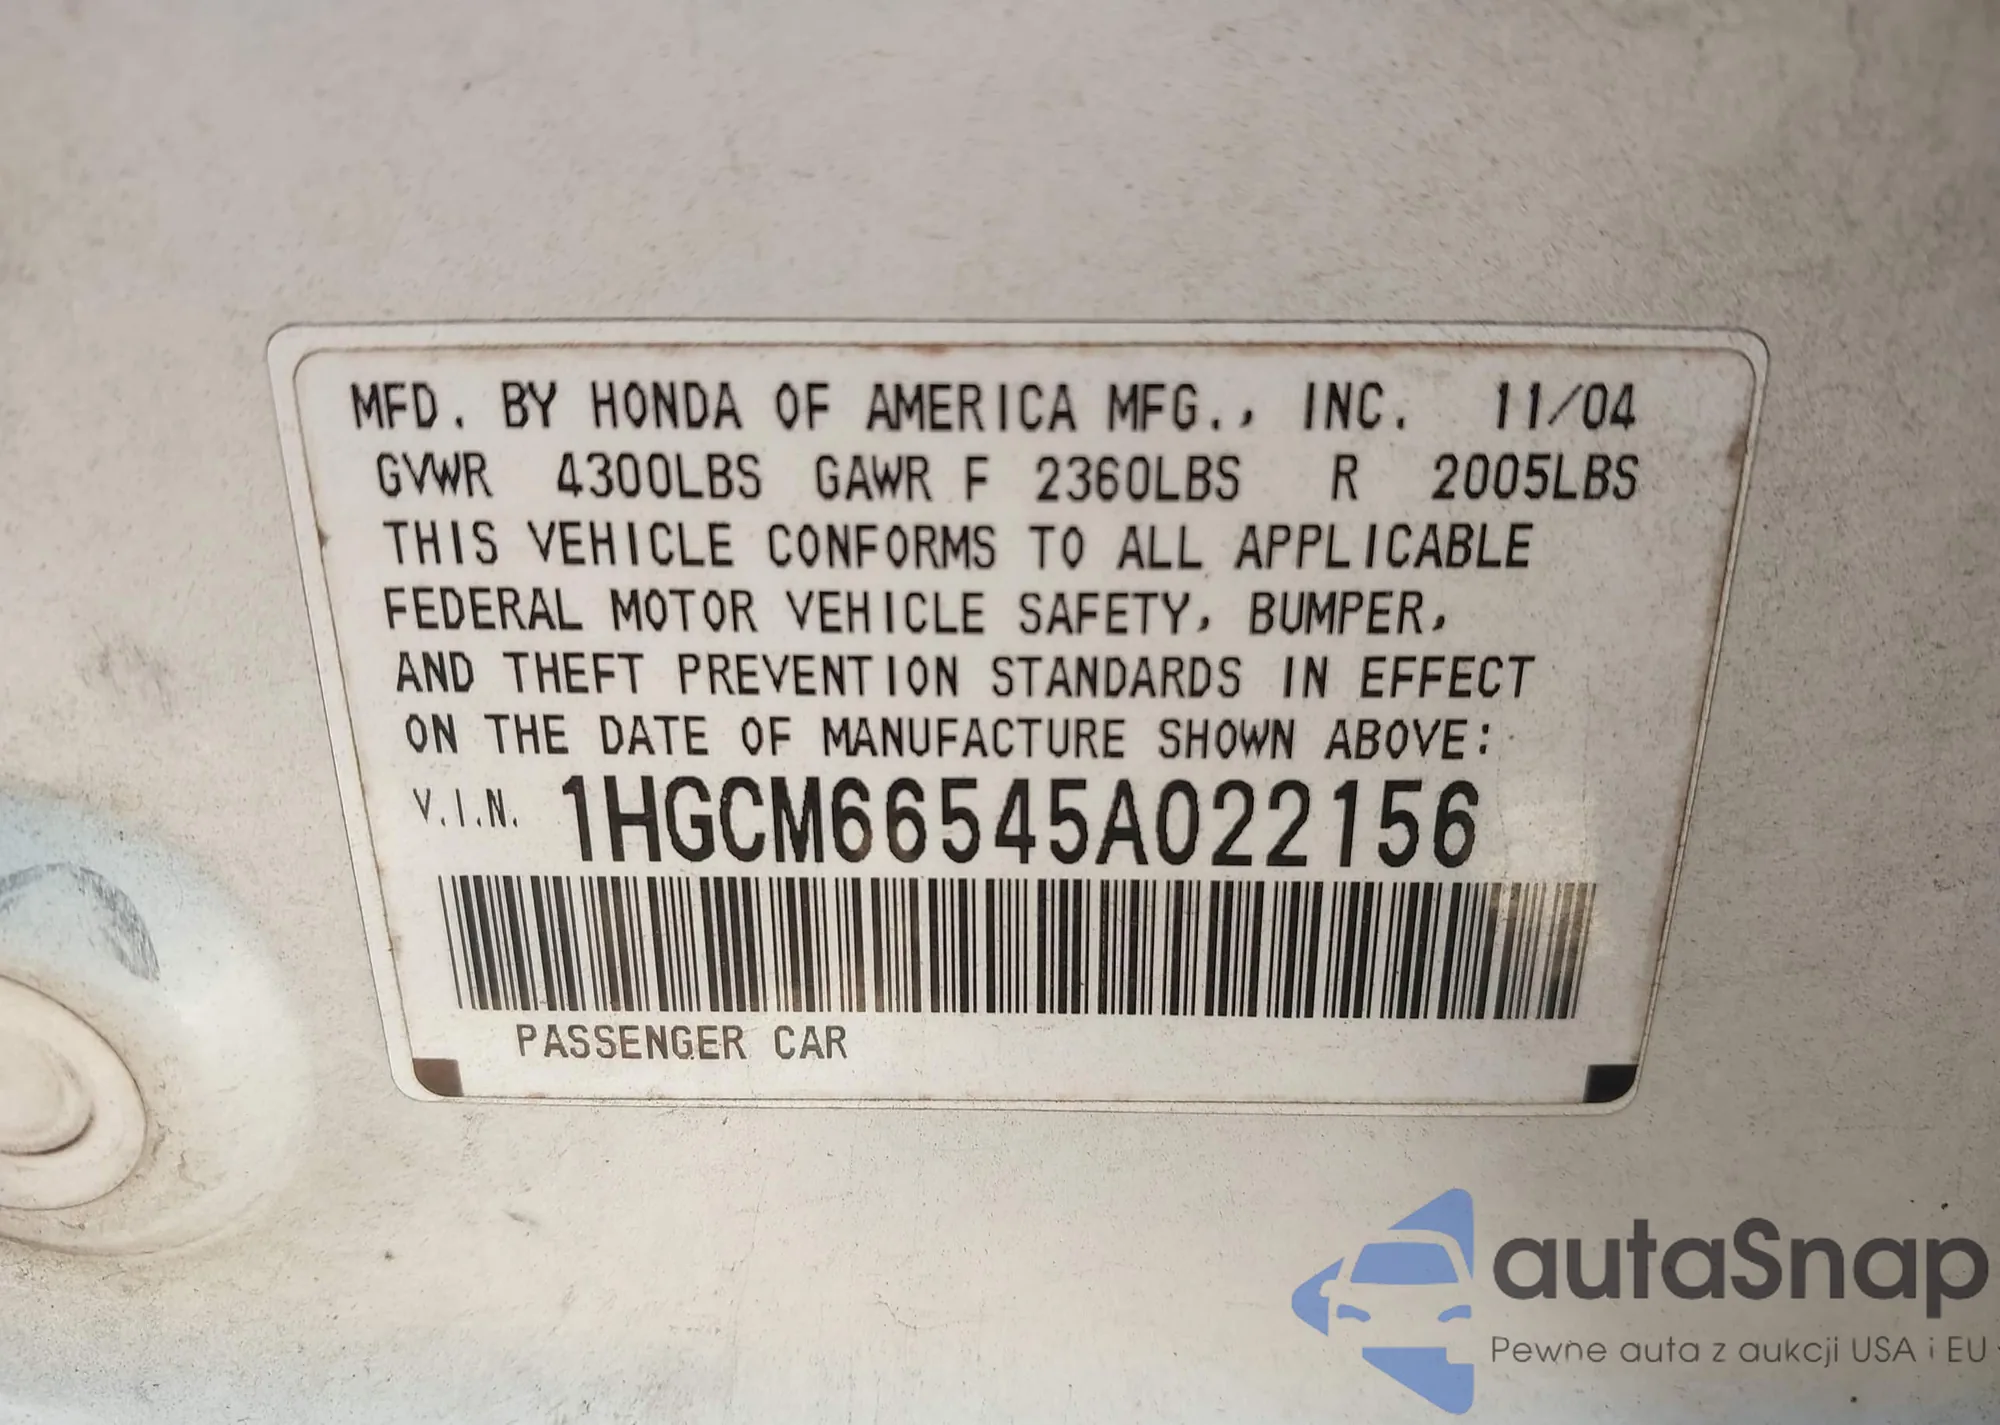 MFD. BY HONDA OF AMERICA MFG., INC. 11/04
GVWR 4300LBS GAWR F 2360LBS R 2005LBS
THIS VEHICLE CONFORMS TO ALL APPLICABLE
FEDERAL MOTOR VEHICLE SAFETY, BUMPER,
AND THEFT PREVENTION STANDARDS IN EFFECT
ON THE DATE OF MANUFACTURE SHOWN ABOVE:
V.I.N. 1HGCM66545A022156
PASSENGER CAR
autaSnap
Pewne auta z aukcji USA i EU